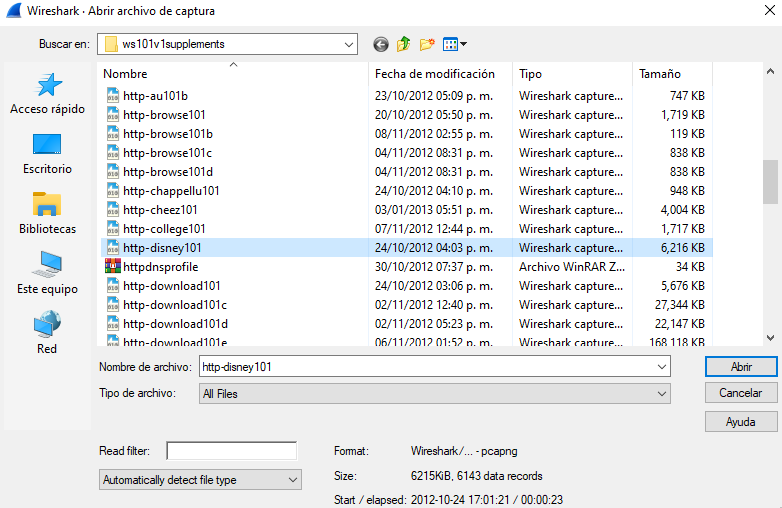 Wireshark · Abrir archivo de captura
Buscar en: ws101v1supplements
Nombre Fecha de modificación Tipo Tamaño
http-au101b 23/10/2012 05:09 p. m. Wireshark capture... 747 KB
http-browse101 20/10/2012 05:50 p. m. Wireshark capture... 1,719 KB
http-browse101b 08/11/2012 02:55 p. m. Wireshark capture... 119 KB
http-browse101c 04/11/2012 08:31 p. m. Wireshark capture... 838 KB
http-browse101d 04/11/2012 08:31 p. m. Wireshark capture... 838 KB
http-chappellu101 24/10/2012 04:10 p. m. Wireshark capture... 948 KB
http-cheez101 03/01/2013 05:51 p. m. Wireshark capture... 4,004 KB
http-college101 07/11/2012 12:44 p. m. Wireshark capture... 1,717 KB
http-disney101 24/10/2012 04:03 p. m. Wireshark capture... 6,216 KB
httpdnsprofile 30/10/2012 07:37 p. m. Archivo WinRAR Z... 34 KB
http-download101 24/10/2012 03:06 p. m. Wireshark capture... 5,676 KB
http-download101c 02/11/2012 12:40 p. m. Wireshark capture... 27,344 KB
http-download101d 02/11/2012 05:23 p. m. Wireshark capture... 22,147 KB
http-download101e 06/11/2012 01:52 p. m. Wireshark capture... 168,118 KB
Acceso rápido
Escritorio
Bibliotecas
Este equipo
Red
Nombre de archivo: http-disney101 Abrir
Tipo de archivo: All Files Cancelar
Ayuda
Read filter: Format: Wireshark/... - pcapng
Automatically detect file type Size: 6215KiB, 6143 data records
Start / elapsed: 2012-10-24 17:01:21 / 00:00:23